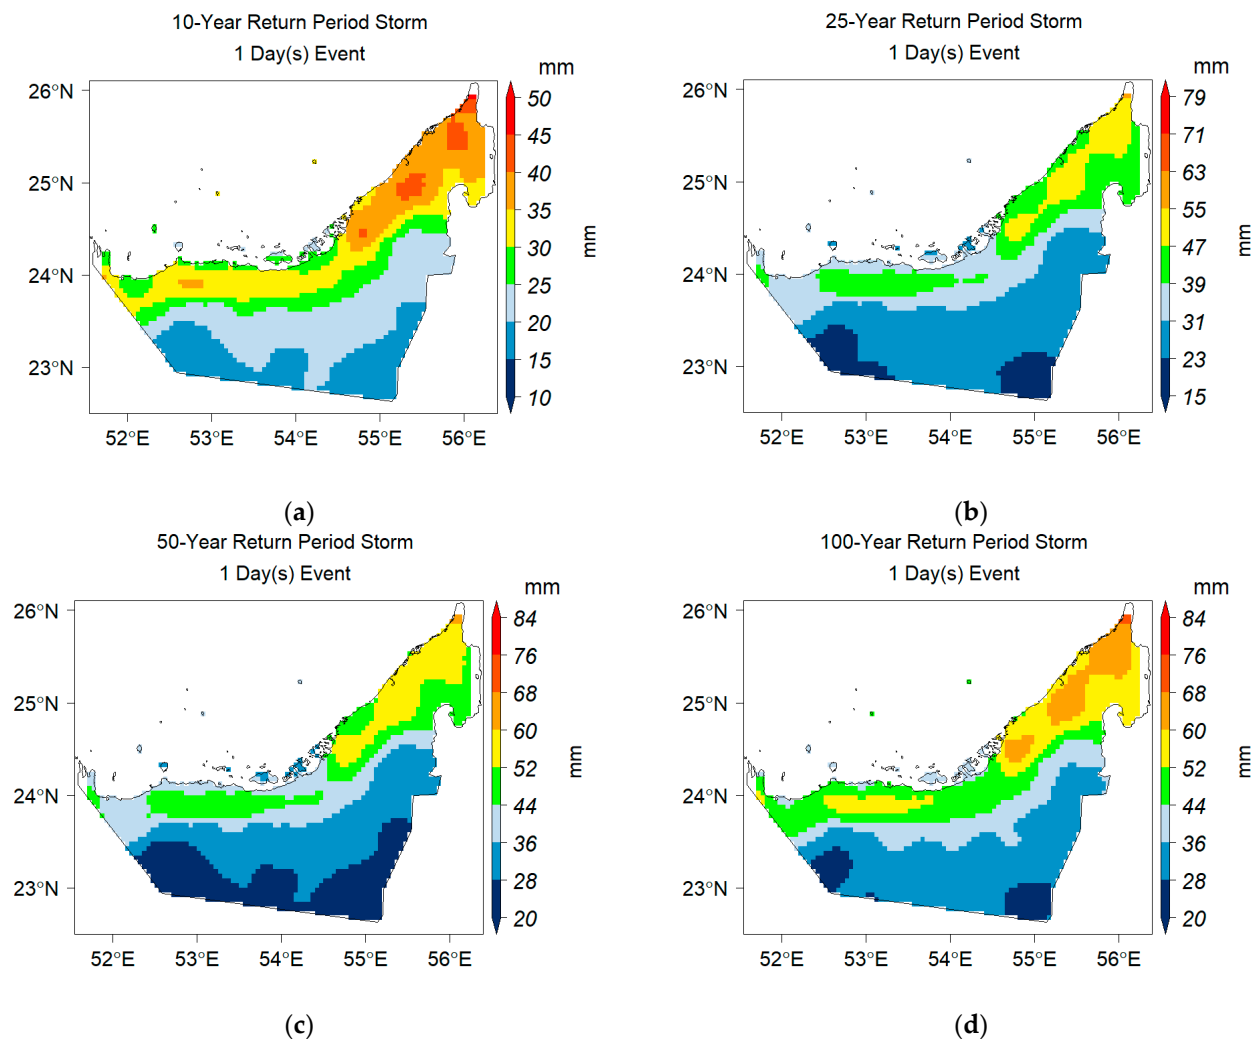 10-Year Return Period Storm
1 Day(s) Event
mm
26°N
25°N
24°N
23°N
52°E 53°E 54°E 55°E 56°E
50
45
40
35
30
25
20
15
10
mm
(a)
25-Year Return Period Storm
1 Day(s) Event
mm
26°N
25°N
24°N
23°N
52°E 53°E 54°E 55°E 56°E
79
71
63
55
47
39
31
23
15
mm
(b)
50-Year Return Period Storm
1 Day(s) Event
mm
26°N
25°N
24°N
23°N
52°E 53°E 54°E 55°E 56°E
84
76
68
60
52
44
36
28
20
mm
(c)
100-Year Return Period Storm
1 Day(s) Event
mm
26°N
25°N
24°N
23°N
52°E 53°E 54°E 55°E 56°E
84
76
68
60
52
44
36
28
20
mm
(d)